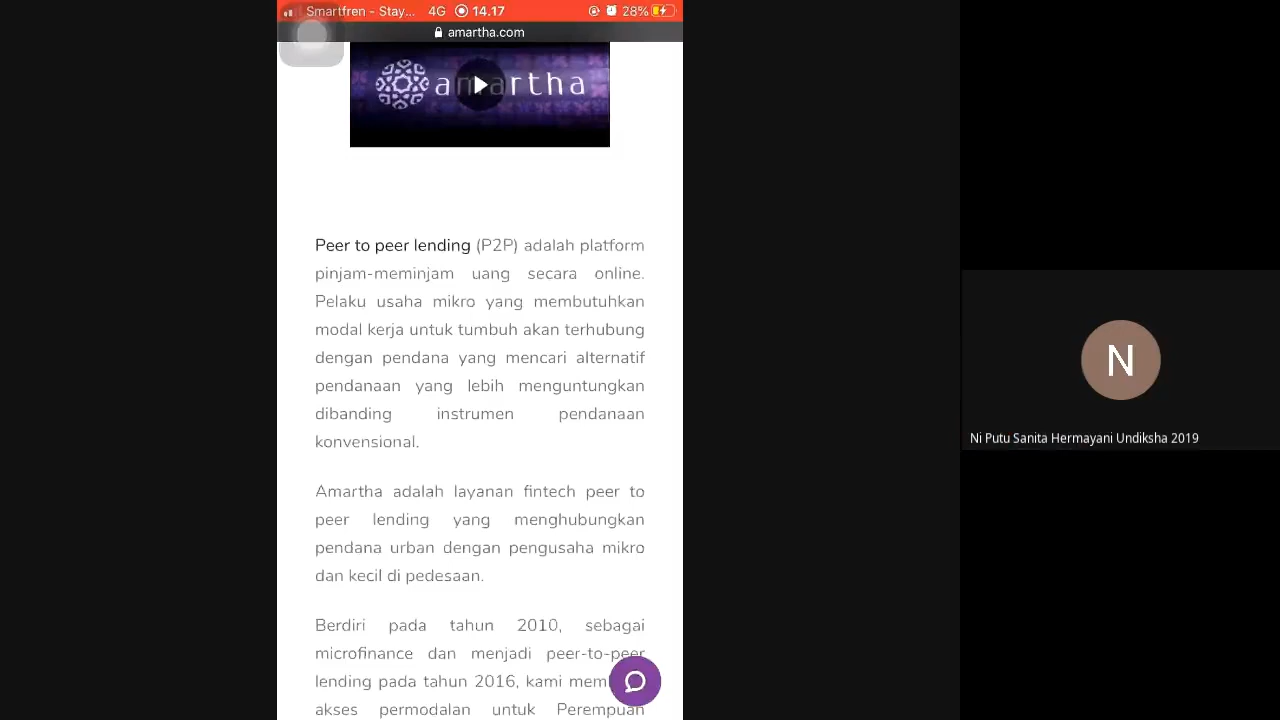 Smartfren - Stay... 4G 14.17 28%
amartha.com
amartha
Peer to peer lending (P2P) adalah platform
pinjam-meminjam uang secara online.
Pelaku usaha mikro yang membutuhkan
modal kerja untuk tumbuh akan terhubung
dengan pendana yang mencari alternatif
pendanaan yang lebih menguntungkan
dibanding instrumen pendanaan
konvensional.
Amartha adalah layanan fintech peer to
peer lending yang menghubungkan
pendana urban dengan pengusaha mikro
dan kecil di pedesaan.
Berdiri pada tahun 2010, sebagai
microfinance dan menjadi peer-to-peer
lending pada tahun 2016, kami mem
akses permodalan untuk Perempuan
N
Ni Putu Sanita Hermayani Undiksha 2019